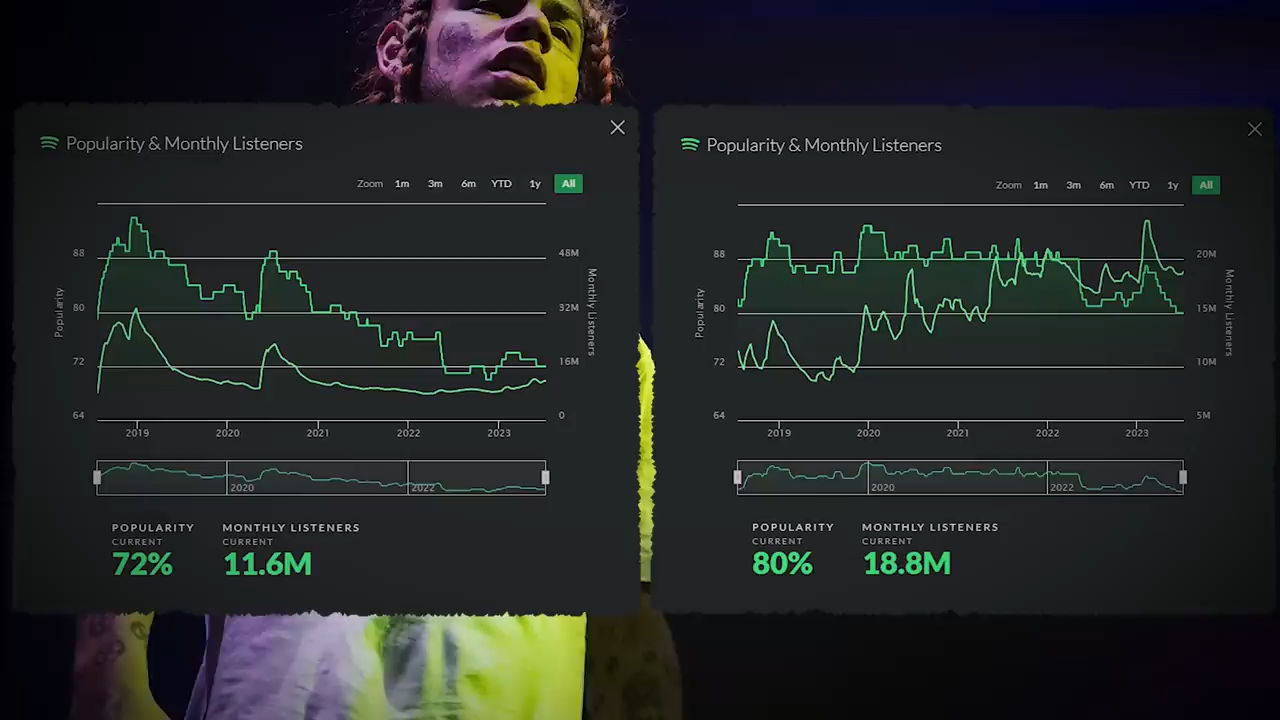 Popularity & Monthly Listeners
Zoom 1m 3m 6m YTD 1y All
88 48M
80 32M
72 16M
64 0
Popularity
Monthly Listeners
2019 2020 2021 2022 2023
2020 2022
POPULARITY MONTHLY LISTENERS
CURRENT CURRENT
72% 11.6M
Popularity & Monthly Listeners
Zoom 1m 3m 6m YTD 1y All
88 20M
80 15M
72 10M
64 5M
Popularity
Monthly Listeners
2019 2020 2021 2022 2023
2020 2022
POPULARITY MONTHLY LISTENERS
CURRENT CURRENT
80% 18.8M